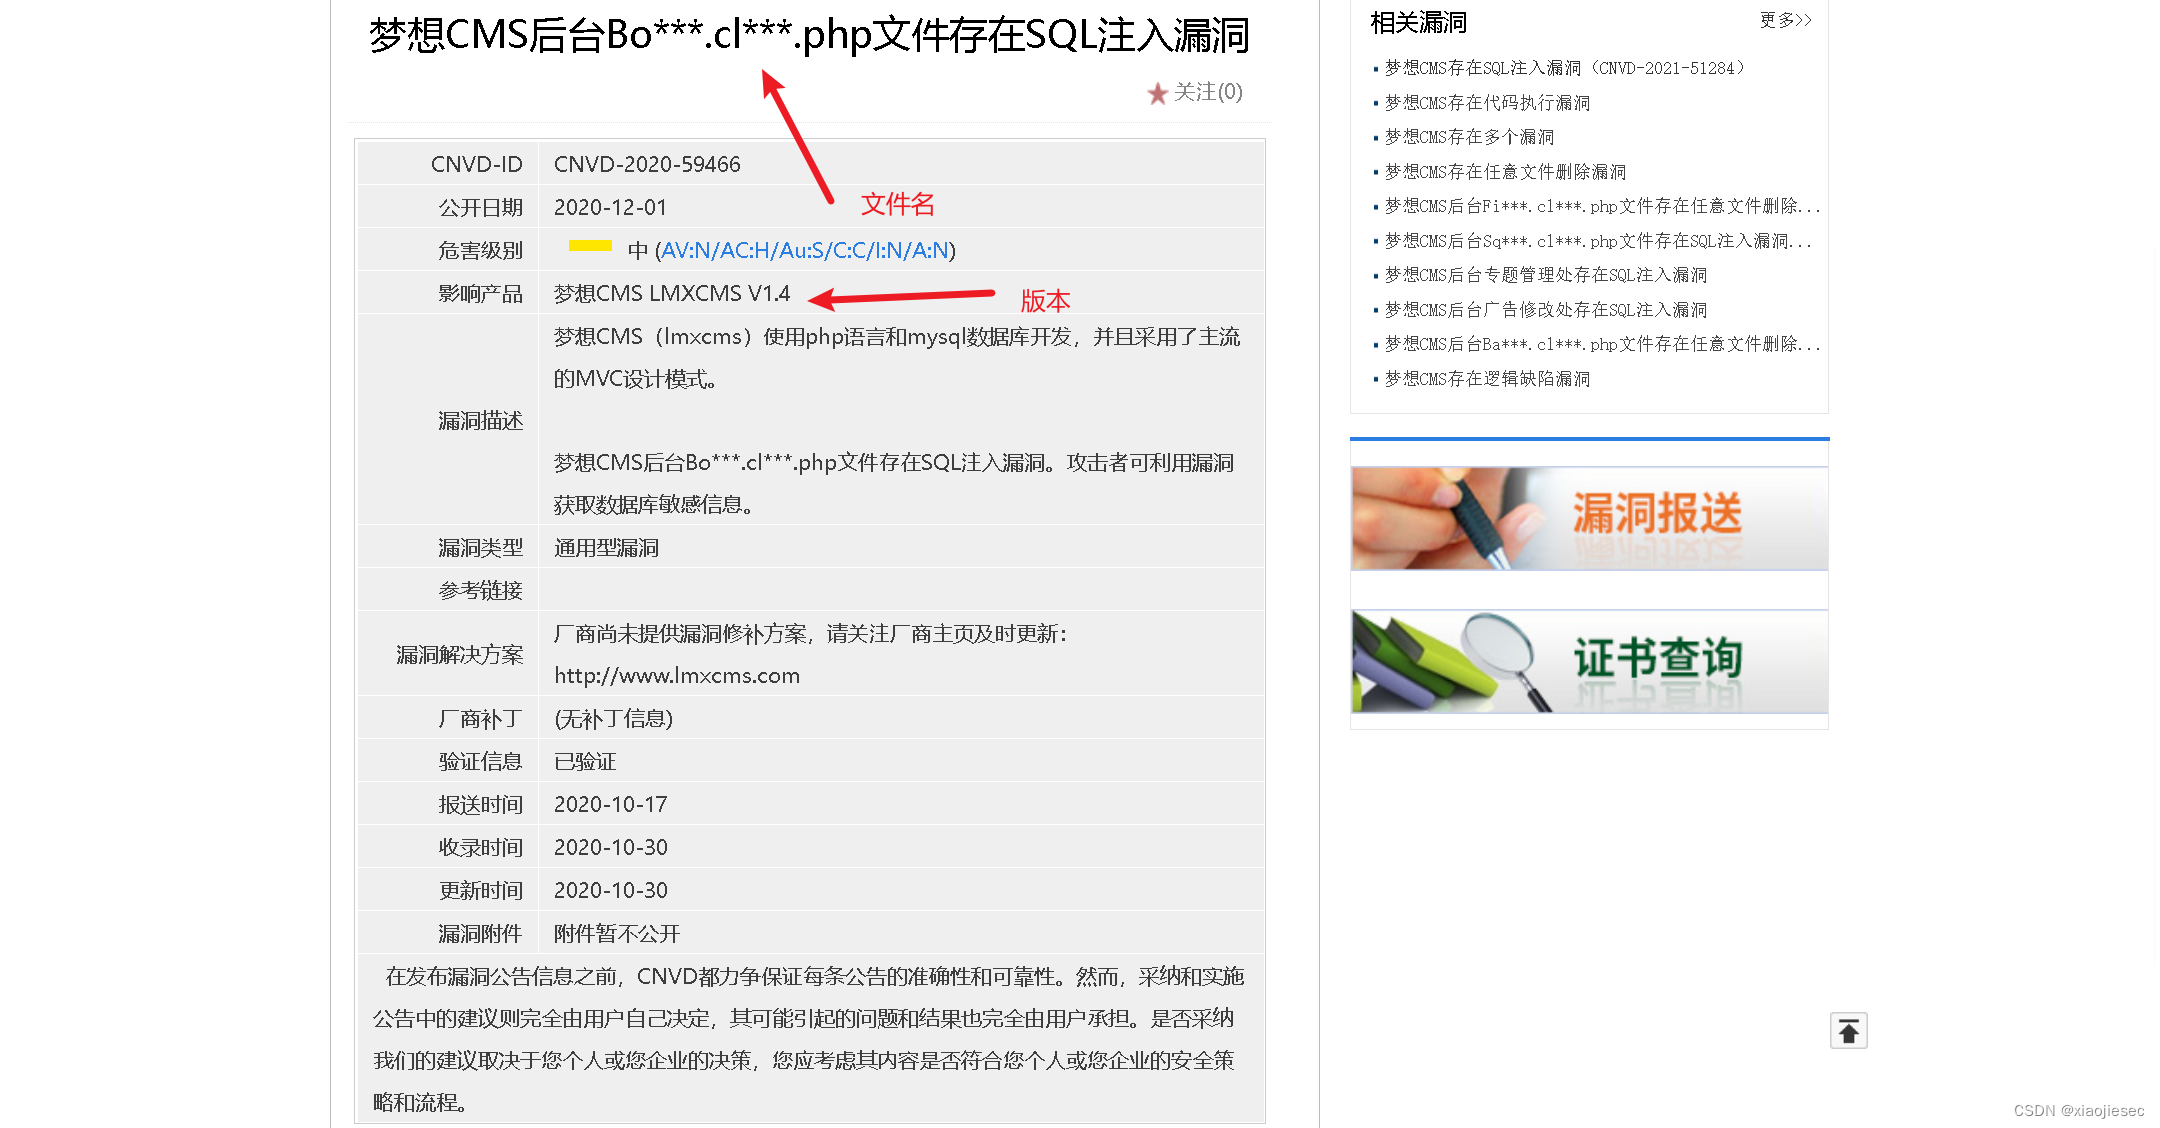 梦想CMS后台Bo***.cl***.php文件存在SQL注入漏洞
关注(0)
文件名
CNVD-ID CNVD-2020-59466
公开日期 2020-12-01
危害级别 中 (AV:N/AC:H/Au:S/C:C/I:N/A:N)
影响产品 梦想CMS LMXCMS V1.4
版本
漏洞描述
梦想CMS（lmxcms）使用php语言和mysql数据库开发，并且采用了主流
的MVC设计模式。
梦想CMS后台Bo***.cl***.php文件存在SQL注入漏洞。攻击者可利用漏洞
获取数据库敏感信息。
漏洞类型 通用型漏洞
参考链接
漏洞解决方案
厂商尚未提供漏洞修补方案，请关注厂商主页及时更新：
http://www.lmxcms.com
厂商补丁 (无补丁信息)
验证信息 已验证
报送时间 2020-10-17
收录时间 2020-10-30
更新时间 2020-10-30
漏洞附件 附件暂不公开
在发布漏洞公告信息之前，CNVD都力争保证每条公告的准确性和可靠性。然而，采纳和实施
公告中的建议则完全由用户自己决定，其可能引起的问题和结果也完全由用户承担。是否采纳
我们的建议取决于您个人或您企业的决策，您应考虑其内容是否符合您个人或您企业的安全策
略和流程。
相关漏洞 更多>>
梦想CMS存在SQL注入漏洞（CNVD-2021-51284）
梦想CMS存在代码执行漏洞
梦想CMS存在多个漏洞
梦想CMS存在任意文件删除漏洞
梦想CMS后台Fi***.cl***.php文件存在任意文件删除...
梦想CMS后台Sq***.cl***.php文件存在SQL注入漏洞...
梦想CMS后台专题管理处存在SQL注入漏洞
梦想CMS后台广告修改处存在SQL注入漏洞
梦想CMS后台Ba***.cl***.php文件存在任意文件删除...
梦想CMS存在逻辑缺陷漏洞
漏洞报送
证书查询
CSDN @xiaojiesec